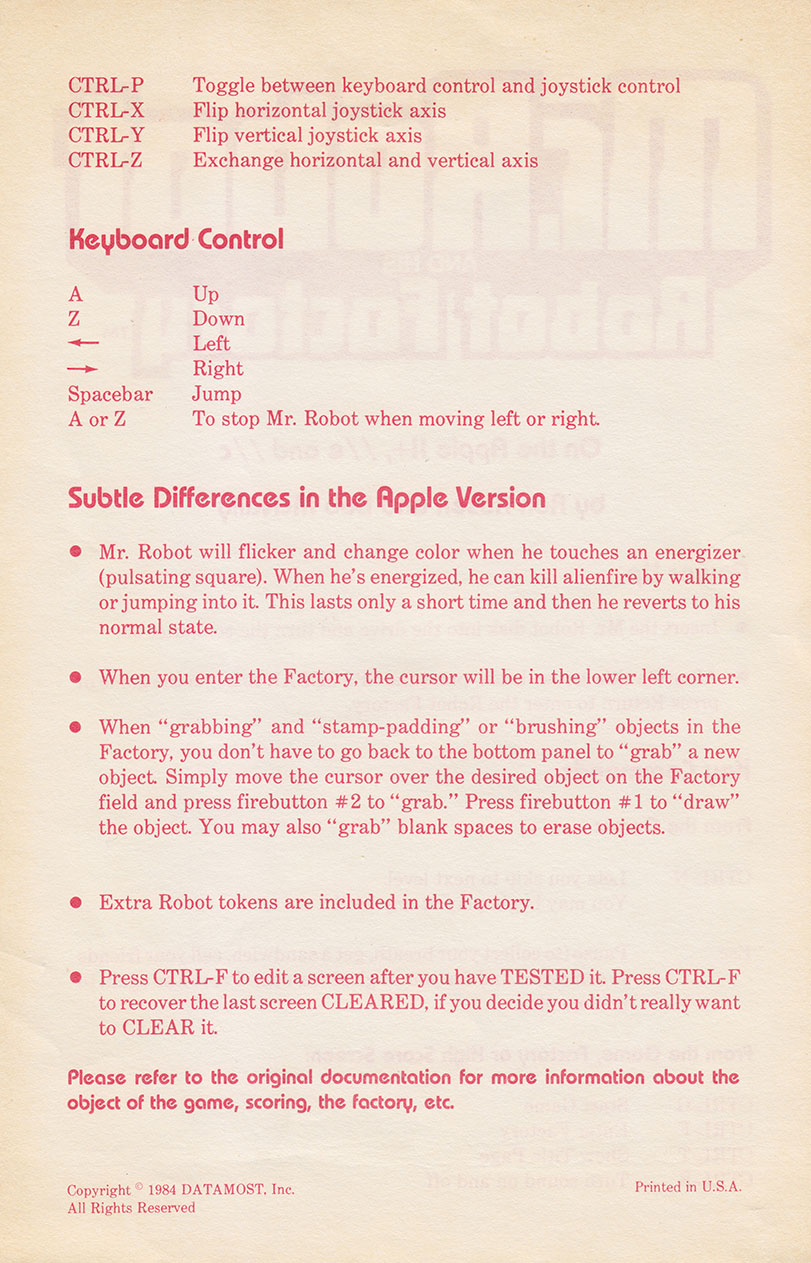 CTRL-P Toggle between keyboard control and joystick control
CTRL-X Flip horizontal joystick axis
CTRL-Y Flip vertical joystick axis
CTRL-Z Exchange horizontal and vertical axis
Keyboard Control
A Up
Z Down
← Left
→ Right
Spacebar Jump
A or Z To stop Mr. Robot when moving left or right.
Subtle Differences in the Apple Version
● Mr. Robot will flicker and change color when he touches an energizer
(pulsating square). When he's energized, he can kill alienfire by walking
or jumping into it. This lasts only a short time and then he reverts to his
normal state.
● When you enter the Factory, the cursor will be in the lower left corner.
● When “grabbing” and “stamp-padding” or “brushing” objects in the
Factory, you don't have to go back to the bottom panel to “grab” a new
object. Simply move the cursor over the desired object on the Factory
field and press firebutton #2 to “grab.” Press firebutton #1 to “draw”
the object. You may also “grab” blank spaces to erase objects.
● Extra Robot tokens are included in the Factory.
● Press CTRL-F to edit a screen after you have TESTED it. Press CTRL-F
to recover the last screen CLEARED, if you decide you didn't really want
to CLEAR it.
Please refer to the original documentation for more information about the
object of the game, scoring, the factory, etc.
Copyright © 1984 DATAMOST, Inc. Printed in U.S.A.
All Rights Reserved